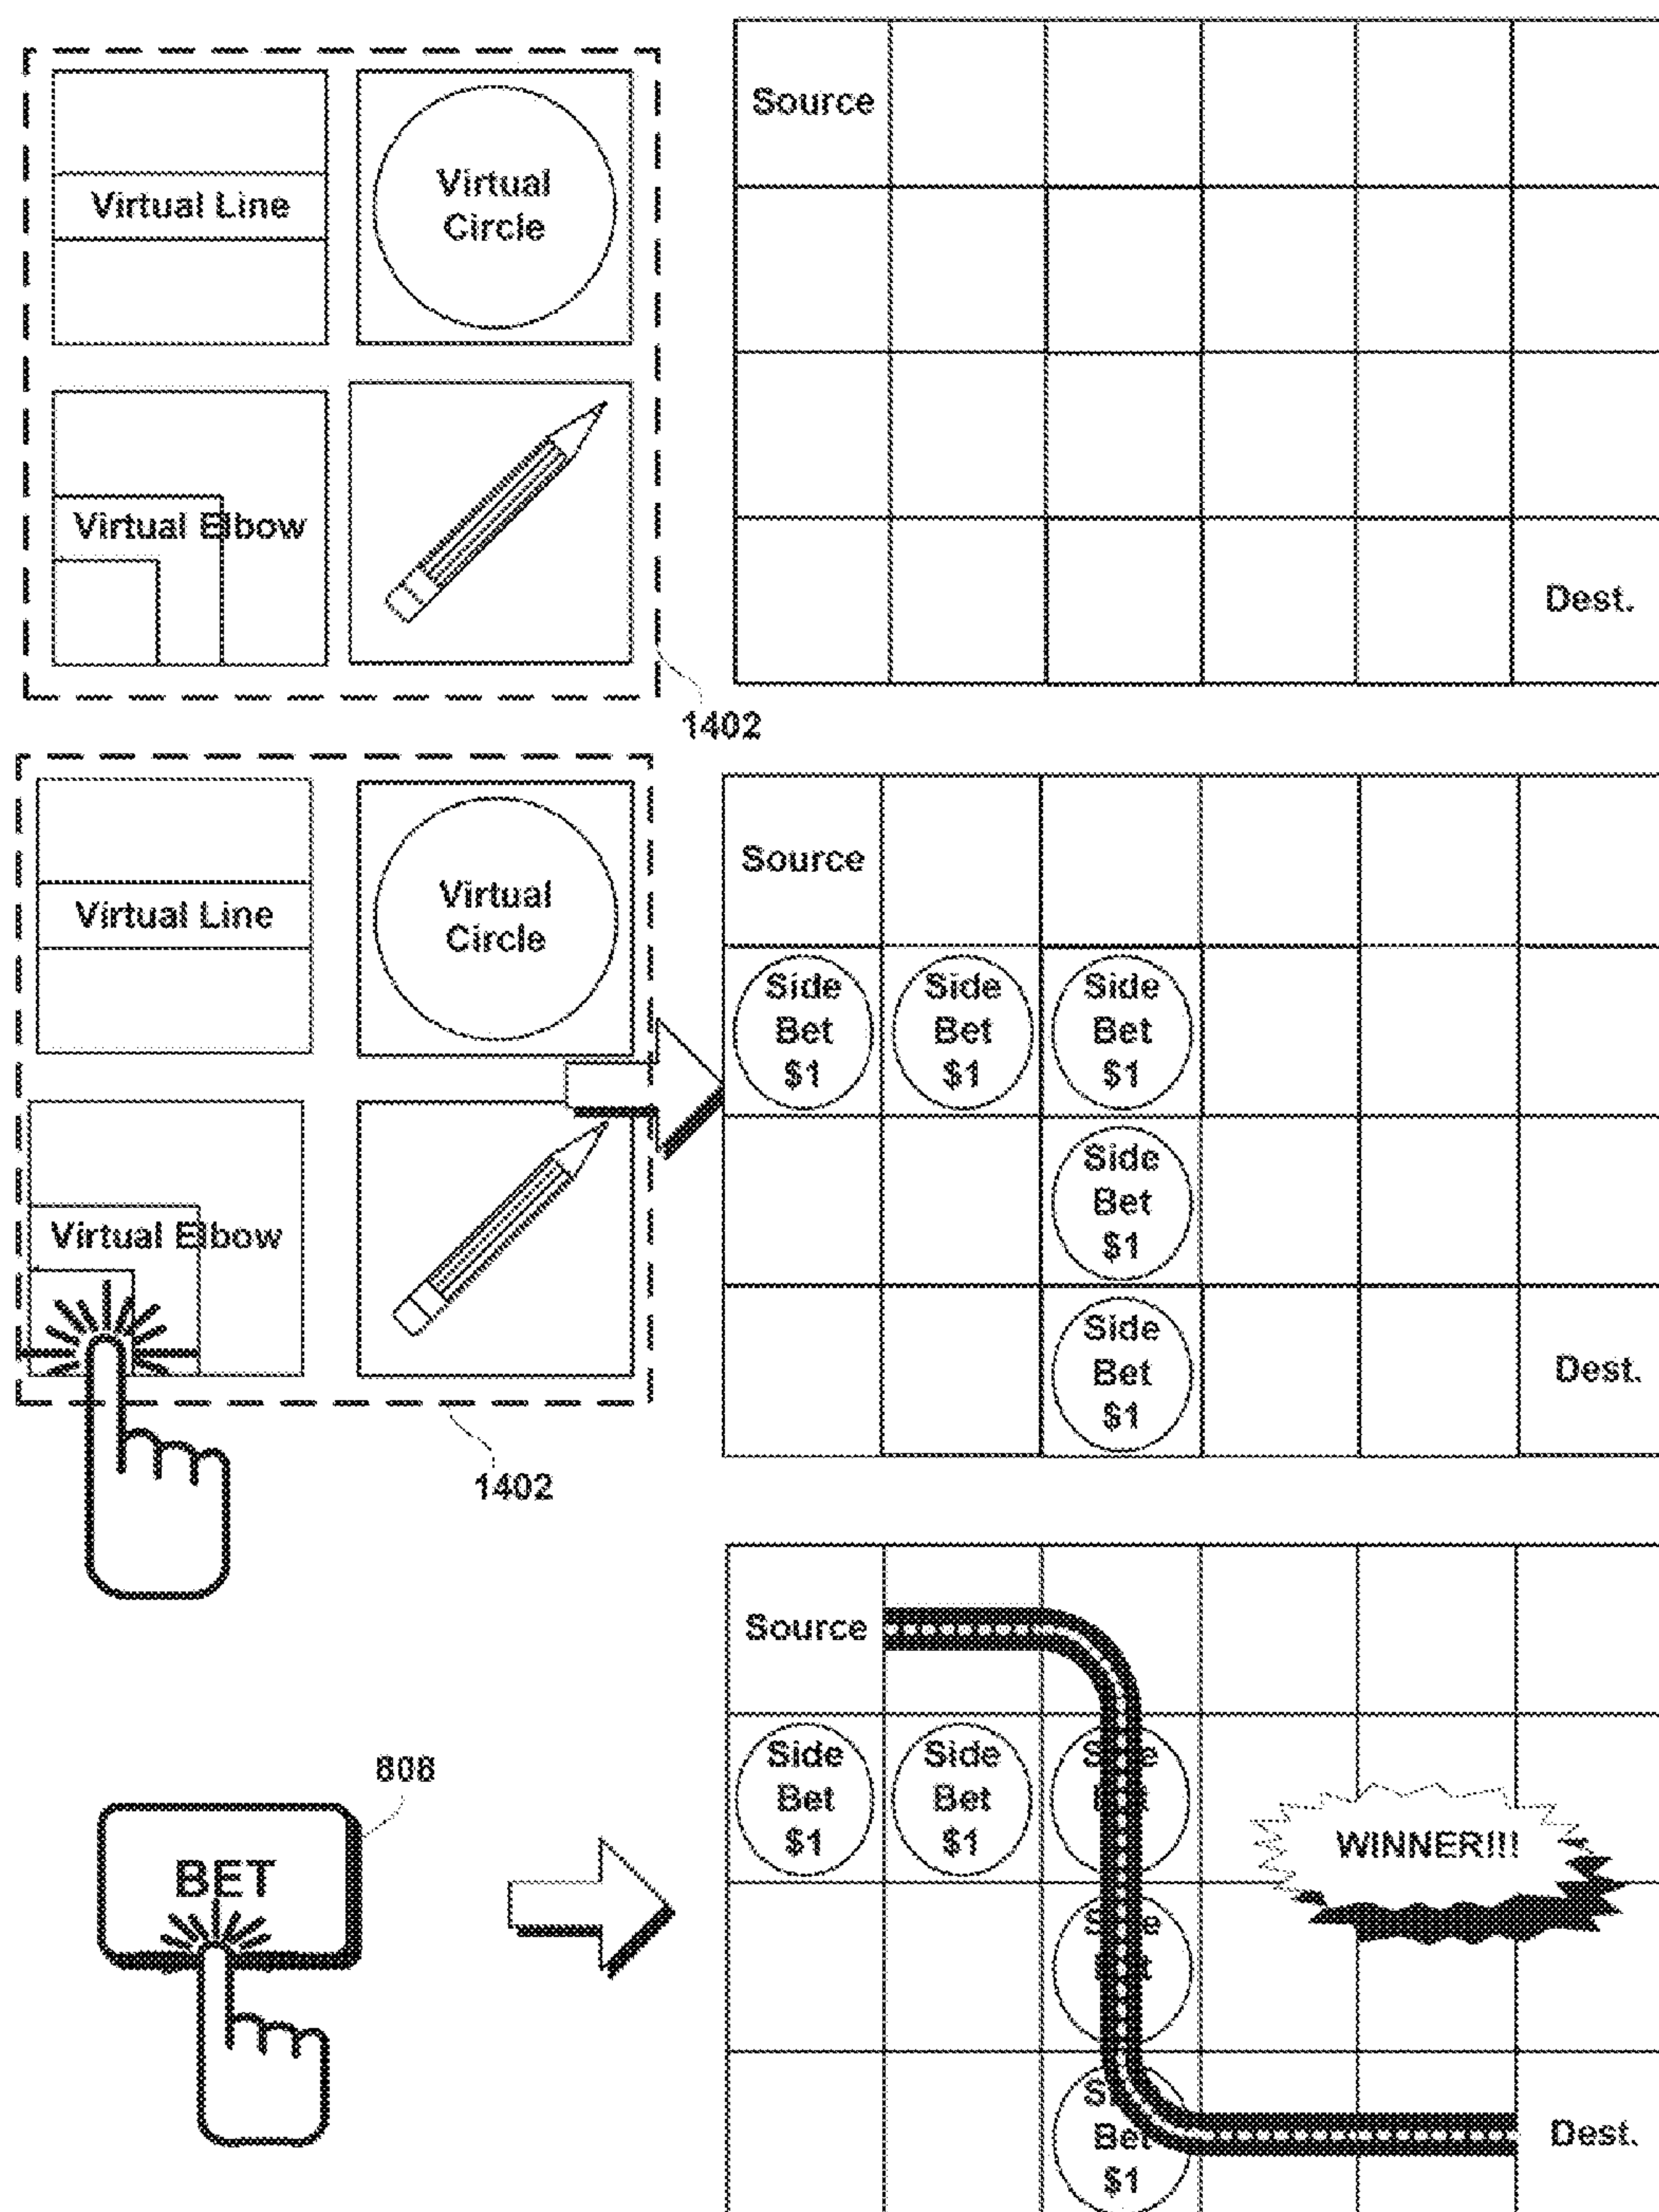 Virtual Line
Virtual
Circle
Virtual Elbow
1402
Source
Dest.
Virtual Line
Virtual
Circle
Virtual Elbow
1402
Source
Side
Bet
$1
Side
Bet
$1
Side
Bet
$1
Side
Bet
$1
Side
Bet
$1
Dest.
808
BET
Source
Side
Bet
$1
Side
Bet
$1
WINNER!!!
Bet
$1
Dest.